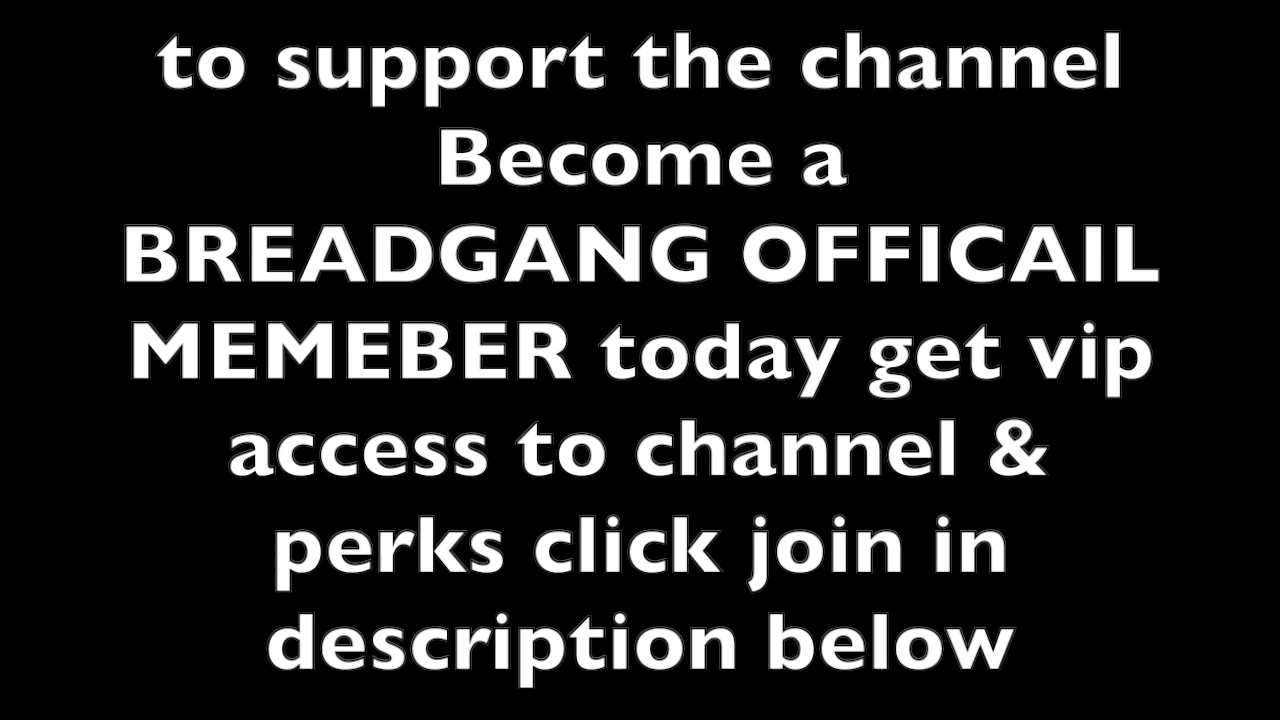 to support the channel
Become a
BREADGANG OFFICAIL
MEMEBER today get vip
access to channel &
perks click join in
description below